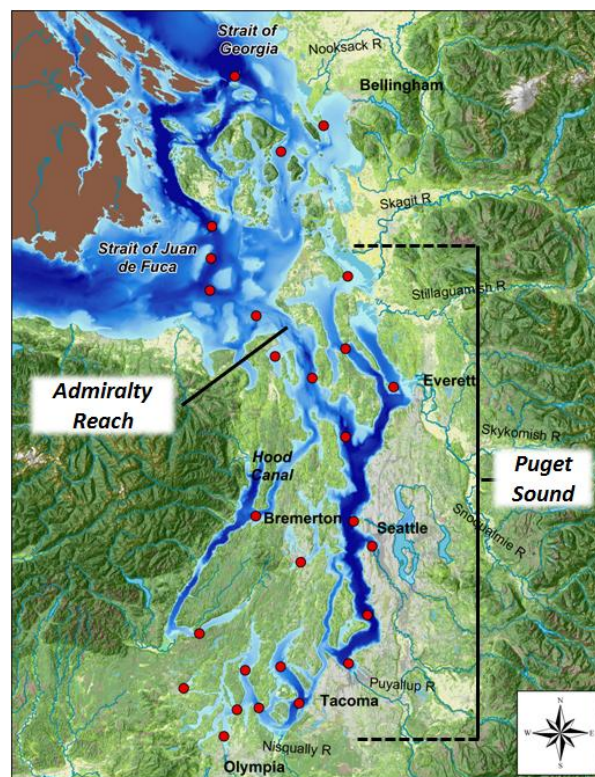 Strait of
Georgia
Nooksack R
Bellingham
Skagit R
Strait of Juan
de Fuca
Stillaguamish R
Admiralty
Reach
Everett
Skykomish R
Hood
Canal
Puget
Sound
Bremerton
Seattle
Snoqualmie R
Puyallup R
Tacoma
Nisqually R
Olympia
N
W
E
S